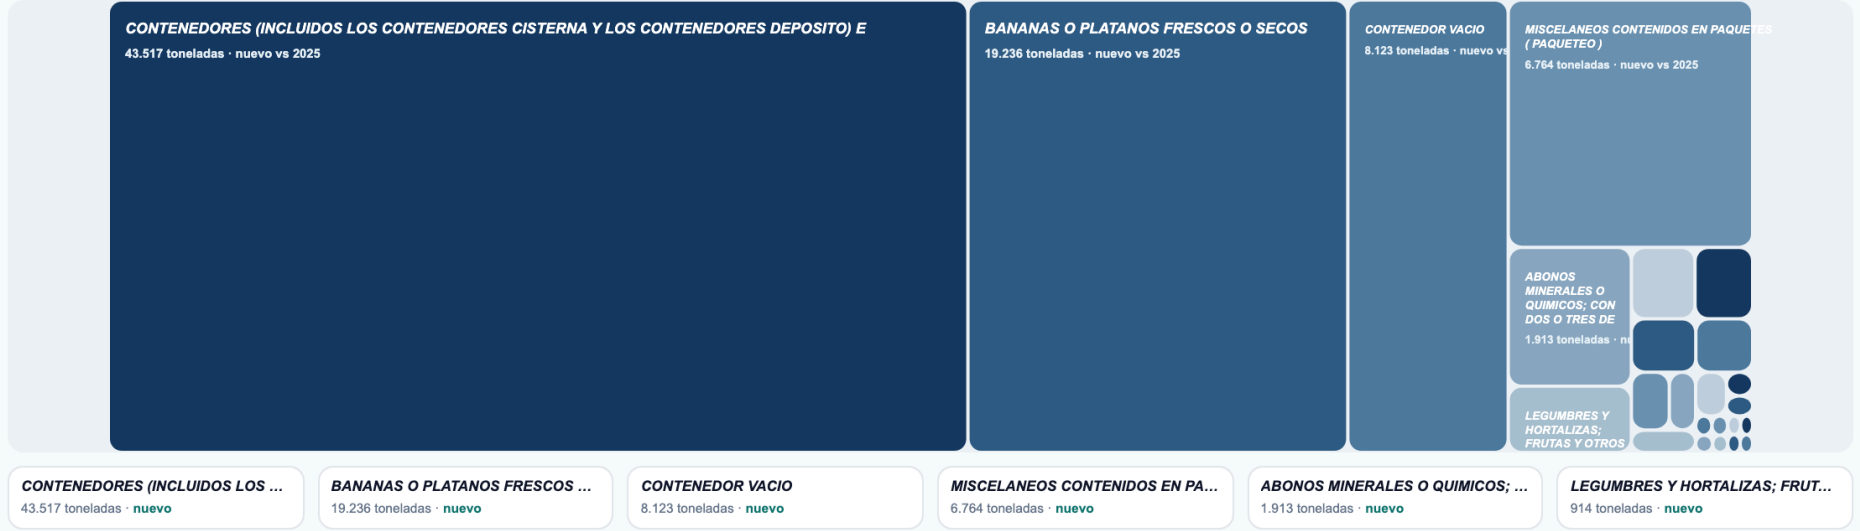 CONTENEDORES (INCLUIDOS LOS CONTENEDORES CISTERNA Y LOS CONTENEDORES DEPOSITO) E
43.517 toneladas · nuevo vs 2025
BANANAS O PLATANOS FRESCOS O SECOS
19.236 toneladas · nuevo vs 2025
CONTENEDOR VACIO
8.123 toneladas · nuevo vs
MISCELANEOS CONTENIDOS EN PAQUETES
( PAQUETEO )
6.764 toneladas · nuevo vs 2025
ABONOS
MINERALES O
QUIMICOS; CON
DOS O TRES DE
1.913 toneladas ·
LEGUMBRES Y
HORTALIZAS;
FRUTAS Y OTROS
CONTENEDORES (INCLUIDOS LOS ...
43.517 toneladas · nuevo
BANANAS O PLATANOS FRESCOS ...
19.236 toneladas · nuevo
CONTENEDOR VACIO
8.123 toneladas · nuevo
MISCELANEOS CONTENIDOS EN PA...
6.764 toneladas · nuevo
ABONOS MINERALES O QUIMICOS; ...
1.913 toneladas · nuevo
LEGUMBRES Y HORTALIZAS; FRUT...
914 toneladas · nuevo